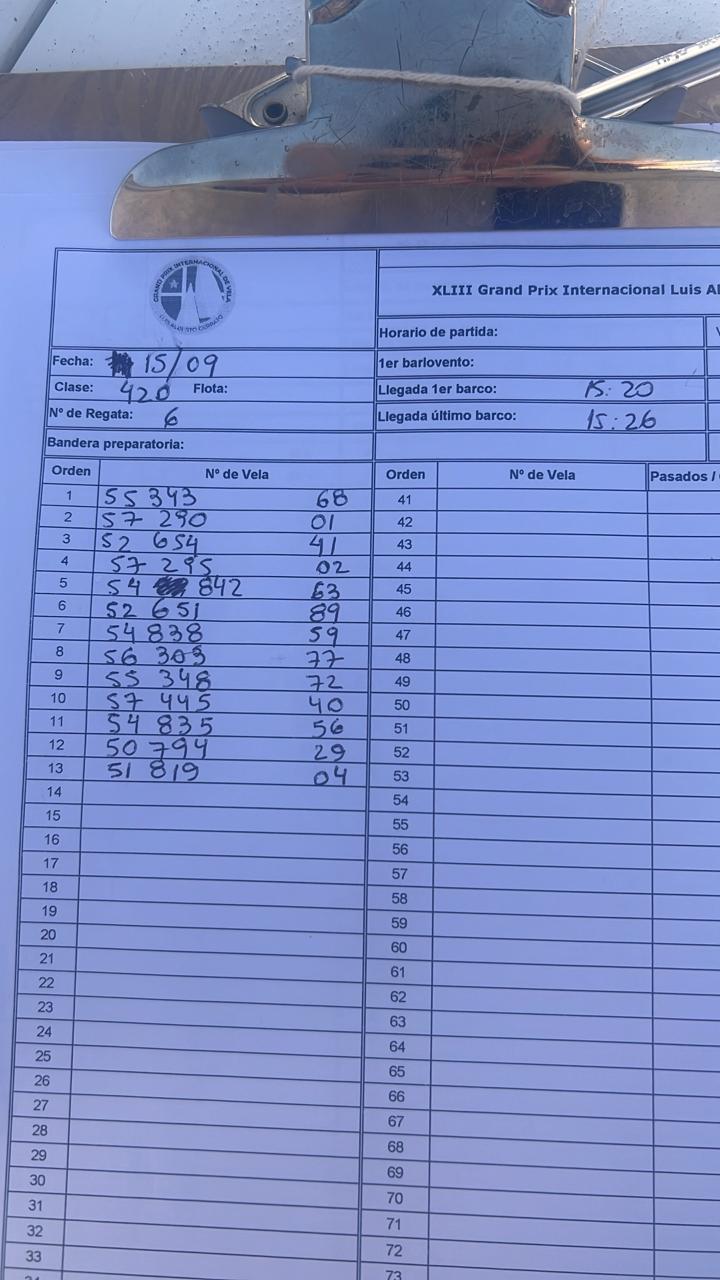 GRAND PRIX INTERNACIONAL DE VELA
XLIII Grand Prix Internacional Luis Al
Horario de partida:
Fecha: 15/09
1er barlovento:
Clase: 420 Flota:
Llegada 1er barco: 15:20
Nº de Regata: 6
Llegada último barco: 15:26
Bandera preparatoria:
Orden Nº de Vela Orden Nº de Vela Pasados /
1 55 343 68 41
2 57 290 01 42
3 52 654 41 43
4 57 295 02 44
5 54 842 63 45
6 52 651 89 46
7 54 838 59 47
8 56 303 77 48
9 55 348 72 49
10 57 445 40 50
11 54 835 56 51
12 50 794 29 52
13 51 819 04 53
14 54
15 55
16 56
17 57
18 58
19 59
20 60
21 61
22 62
23 63
24 64
25 65
26 66
27 67
28 68
29 69
30 70
31 71
32 72
33 73